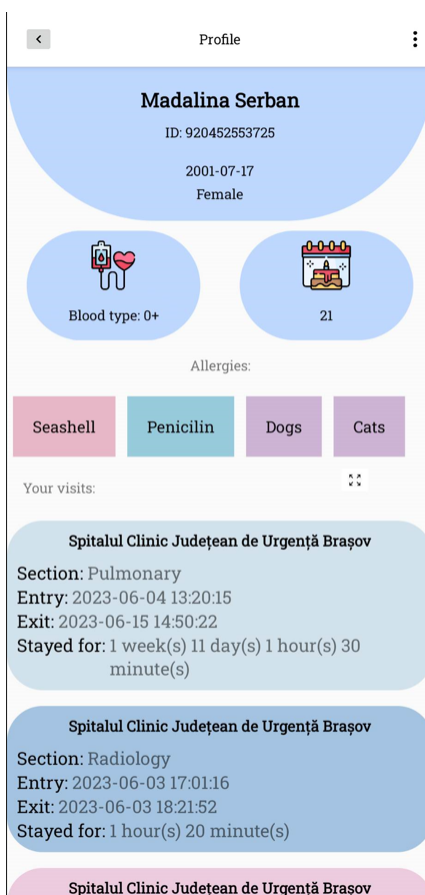 Profile
Madalina Serban
ID: 920452553725
2001-07-17
Female
Blood type: 0+
21
Allergies:
Seashell Penicilin Dogs Cats
Your visits:
Spitalul Clinic Județean de Urgență Brașov
Section: Pulmonary
Entry: 2023-06-04 13:20:15
Exit: 2023-06-15 14:50:22
Stayed for: 1 week(s) 11 day(s) 1 hour(s) 30
minute(s)
Spitalul Clinic Județean de Urgență Brașov
Section: Radiology
Entry: 2023-06-03 17:01:16
Exit: 2023-06-03 18:21:52
Stayed for: 1 hour(s) 20 minute(s)
Spitalul Clinic Județean de Urgență Brașov